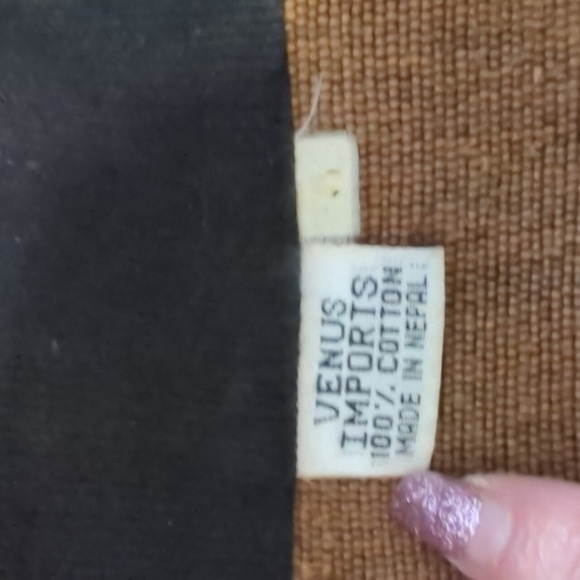 VENUS
IMPORTS
100% COTTON
MADE IN NEPAL